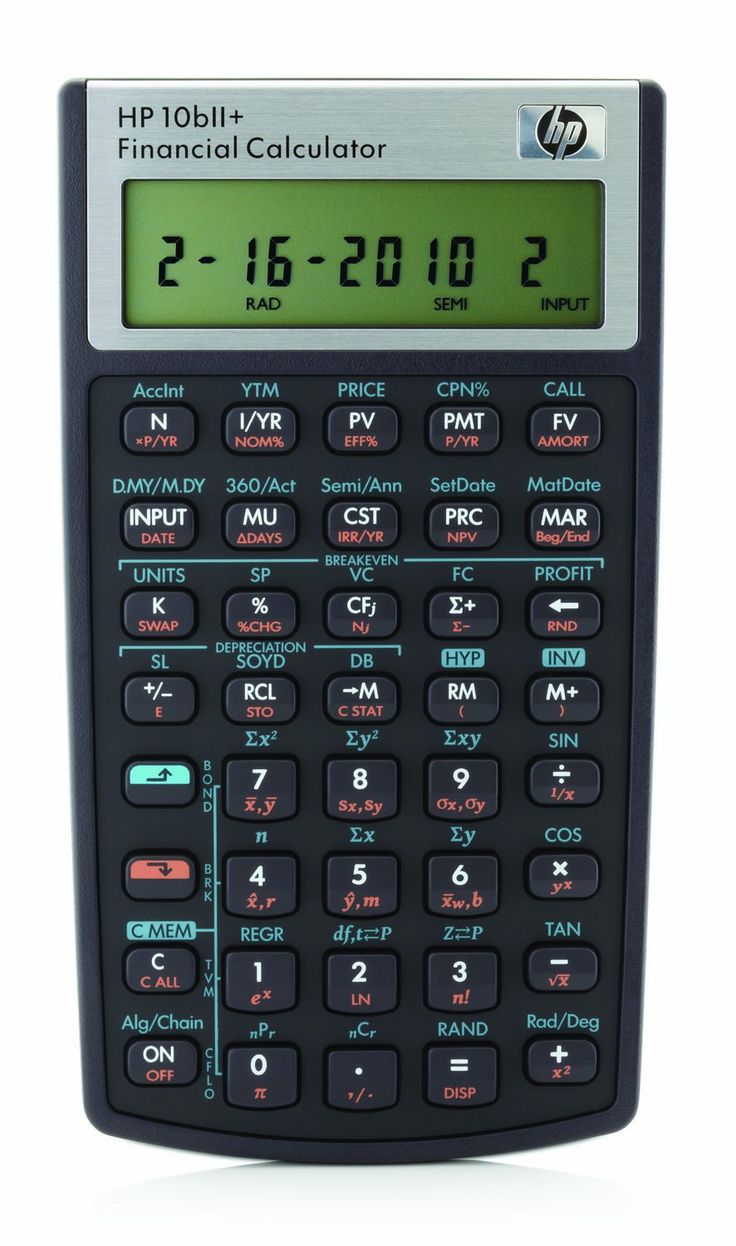 HP 10bII+
Financial Calculator
hp
2-16-2010 2
RAD SEMI INPUT
AccInt YTM PRICE CPN% CALL
N I/YR PV PMT FV
×P/YR NOM% EFF% P/YR AMORT
D.MY/M.DY 360/Act Semi/Ann SetDate MatDate
INPUT MU CST PRC MAR
DATE ΔDAYS IRR/YR NPV Beg/End
BREAKEVEN
UNITS SP VC FC PROFIT
K % CFj Σ+ ←
SWAP %CHG Nj Σ− RND
DEPRECIATION
SL SOYD DB HYP INV
+/− RCL →M RM M+
E STO C STAT ( )
Σx² Σy² Σxy SIN
BOND
7 8 9 ÷
x̄,ȳ Sx,Sy σx,σy 1/x
n Σx Σy COS
BRK
4 5 6 ×
x̂,r ŷ,m x̄w,b yˣ
C MEM REGR df,t⇄P Z⇄P TAN
C TVM 1 2 3 −
C ALL eˣ LN n! √x
Alg/Chain nPr nCr RAND Rad/Deg
ON CFLO 0 . = +
OFF π ,/. DISP x²